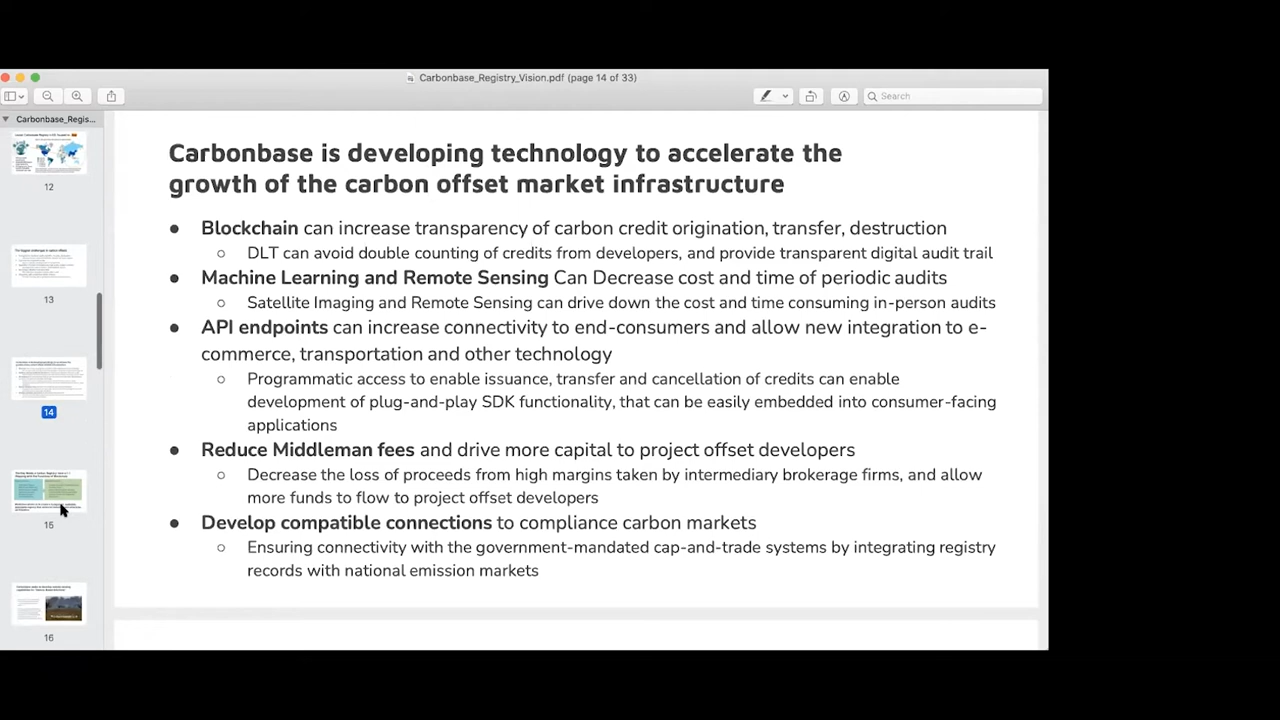 Carbonbase_Registry_Vision.pdf (page 14 of 33)
Search
Carbonbase_Regis...
12
13
14
15
16
Carbonbase is developing technology to accelerate the
growth of the carbon offset market infrastructure
● Blockchain can increase transparency of carbon credit origination, transfer, destruction
○ DLT can avoid double counting of credits from developers, and provide transparent digital audit trail
● Machine Learning and Remote Sensing Can Decrease cost and time of periodic audits
○ Satellite Imaging and Remote Sensing can drive down the cost and time consuming in-person audits
● API endpoints can increase connectivity to end-consumers and allow new integration to e-
commerce, transportation and other technology
○ Programmatic access to enable issuance, transfer and cancellation of credits can enable
development of plug-and-play SDK functionality, that can be easily embedded into consumer-facing
applications
● Reduce Middleman fees and drive more capital to project offset developers
○ Decrease the loss of proceeds from high margins taken by intermediary brokerage firms, and allow
more funds to flow to project offset developers
● Develop compatible connections to compliance carbon markets
○ Ensuring connectivity with the government-mandated cap-and-trade systems by integrating registry
records with national emission markets